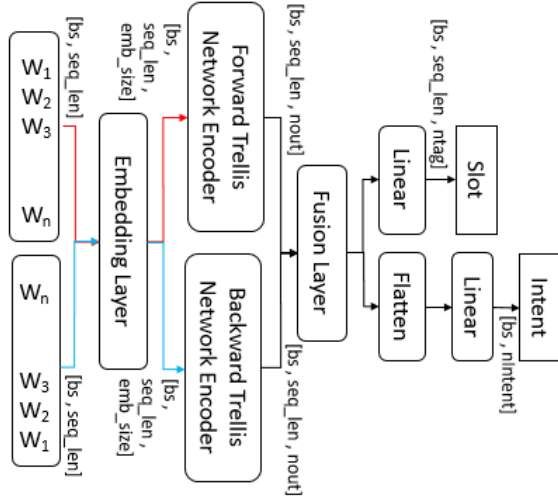 W1
W2
W3
Wn
[bs , seq_len]
Wn
W3
W2
W1
[bs , seq_len]
Embedding Layer
[bs ,
seq_len ,
emb_size]
[bs ,
seq_len ,
emb_size]
Forward Trellis
Network Encoder
Backward Trellis
Network Encoder
[bs , seq_len , nout]
[bs , seq_len , nout]
Fusion Layer
Linear
[bs , seq_len , ntag]
Slot
Flatten
Linear
[bs , nIntent]
Intent